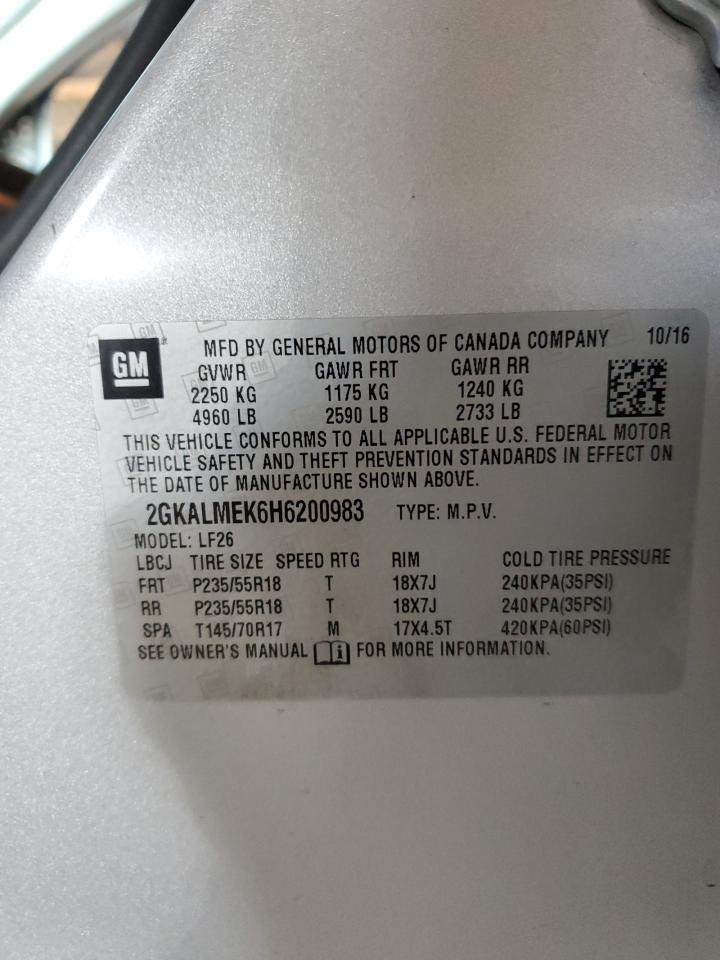 GM
MFD BY GENERAL MOTORS OF CANADA COMPANY 10/16
GVWR GAWR FRT GAWR RR
2250 KG 1175 KG 1240 KG
4960 LB 2590 LB 2733 LB
THIS VEHICLE CONFORMS TO ALL APPLICABLE U.S. FEDERAL MOTOR
VEHICLE SAFETY AND THEFT PREVENTION STANDARDS IN EFFECT ON
THE DATE OF MANUFACTURE SHOWN ABOVE.
2GKALMEK6H6200983 TYPE: M.P.V.
MODEL: LF26
LBCJ TIRE SIZE SPEED RTG RIM COLD TIRE PRESSURE
FRT P235/55R18 T 18X7J 240KPA(35PSI)
RR P235/55R18 T 18X7J 240KPA(35PSI)
SPA T145/70R17 M 17X4.5T 420KPA(60PSI)
SEE OWNER'S MANUAL i FOR MORE INFORMATION.